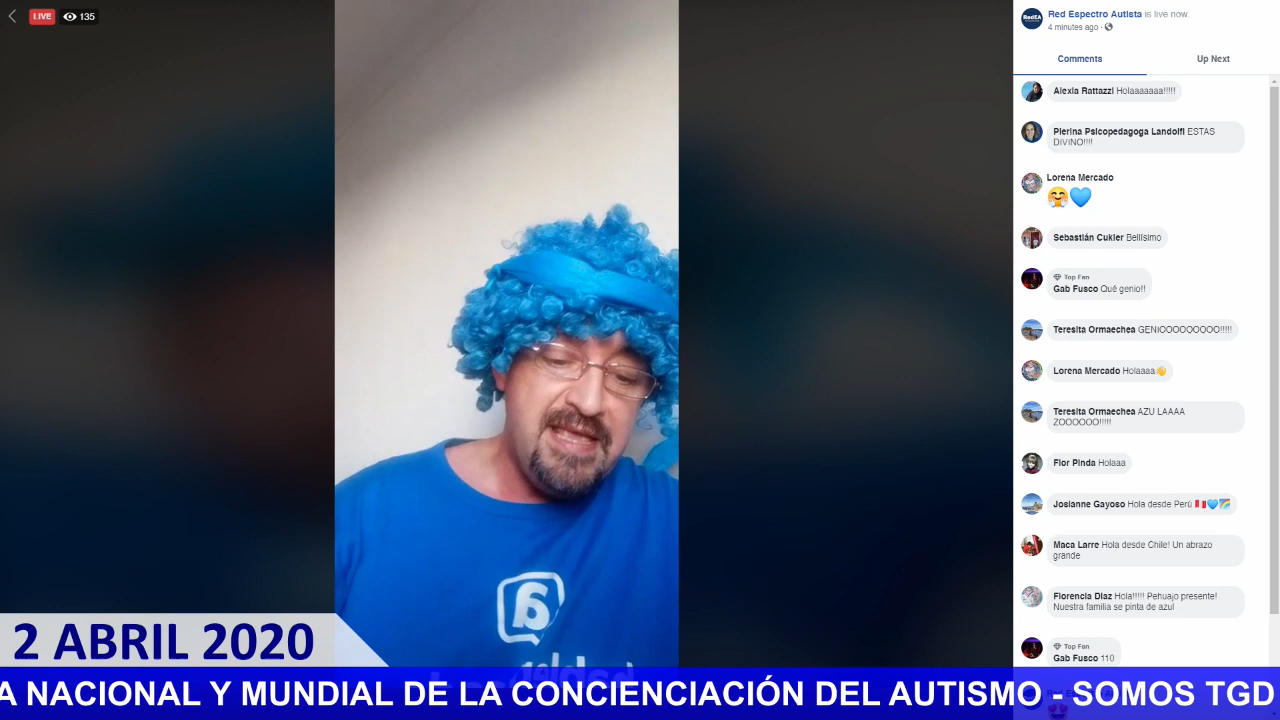 LIVE 135
Red Espectro Autista is live now.
4 minutes ago ·
RedEA
Comments Up Next
Alexia Rattazzi Holaaaaaaa!!!!!
Pierina Psicopedagoga Landolfi ESTAS
DIVINO!!!!
Lorena Mercado
🤗💙
Sebastián Cukier Bellísimo
Top Fan
Gab Fusco Qué genio!!
Teresita Ormaechea GENIOOOOOOOOO!!!!!
Lorena Mercado Holaaaa👋
Teresita Ormaechea AZU LAAAA
ZOOOOOO!!!!!
Flor Pinda Holaaa
Josianne Gayoso Hola desde Perú 🇵🇪💙
Maca Larre Hola desde Chile! Un abrazo
grande
Florencia Diaz Hola!!!!! Pehuajo presente!
Nuestra familia se pinta de azul
Top Fan
Gab Fusco 110
a
2 ABRIL 2020
A NACIONAL Y MUNDIAL DE LA CONCIENCIACIÓN DEL AUTISMO - SOMOS TGD